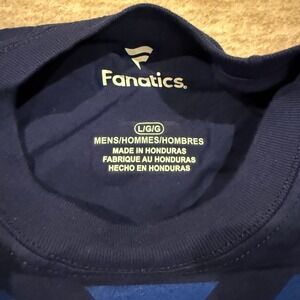 Fanatics.
L/G/G
MENS/HOMMES/HOMBRES
MADE IN HONDURAS
FABRIQUE AU HONDURAS
HECHO EN HONDURAS